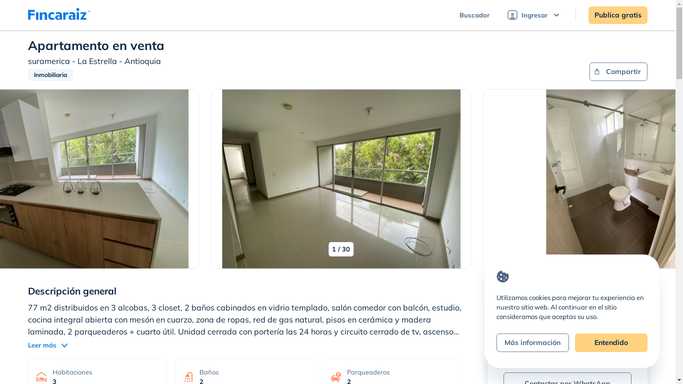 Fincaraiz
Buscador
Ingresar
Publica gratis
Apartamento en venta
suramerica - La Estrella - Antioquia
Inmobiliaria
Compartir
1 / 30
Descripción general
77 m2 distribuidos en 3 alcobas, 3 closet, 2 baños cabinados en vidrio templado, salón comedor con balcón, estudio,
cocina integral abierta con mesón en cuarzo, zona de ropas, red de gas natural, pisos en cerámica y madera
laminada, 2 parqueaderos + cuarto útil. Unidad cerrada con portería las 24 horas y circuito cerrado de tv, ascenso...
Leer más
Habitaciones
3
Baños
2
Parqueaderos
2
Utilizamos cookies para mejorar tu experiencia en
nuestro sitio web. Al continuar en el sitio
consideramos que aceptas su uso.
Más información
Entendido
Contactar por WhatsApp